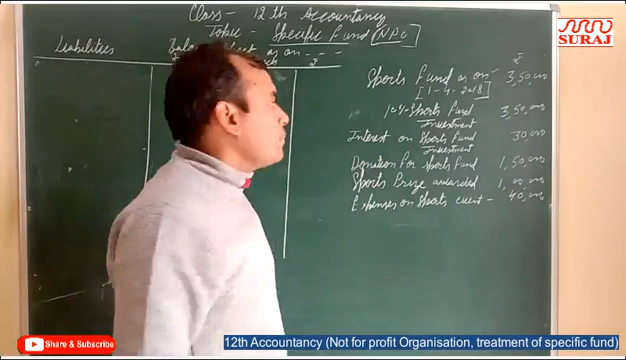 Class - 12th Accountancy
Topic - Specific Fund [NPO]
Liabilities
as on - - - -
₹
₹
Sports Fund as on - 3,50,000
[1-4-2018]
10% Sports Fund 3,50,000
Investment
Interest on Sports Fund 30,000
Investment
Donation For Sports Fund 1,50,000
Sports Prize awarded 1,00,000
Expenses on Sports event - 40,000
SURAJ
Share & Subscribe
12th Accountancy (Not for profit Organisation, treatment of specific fund)